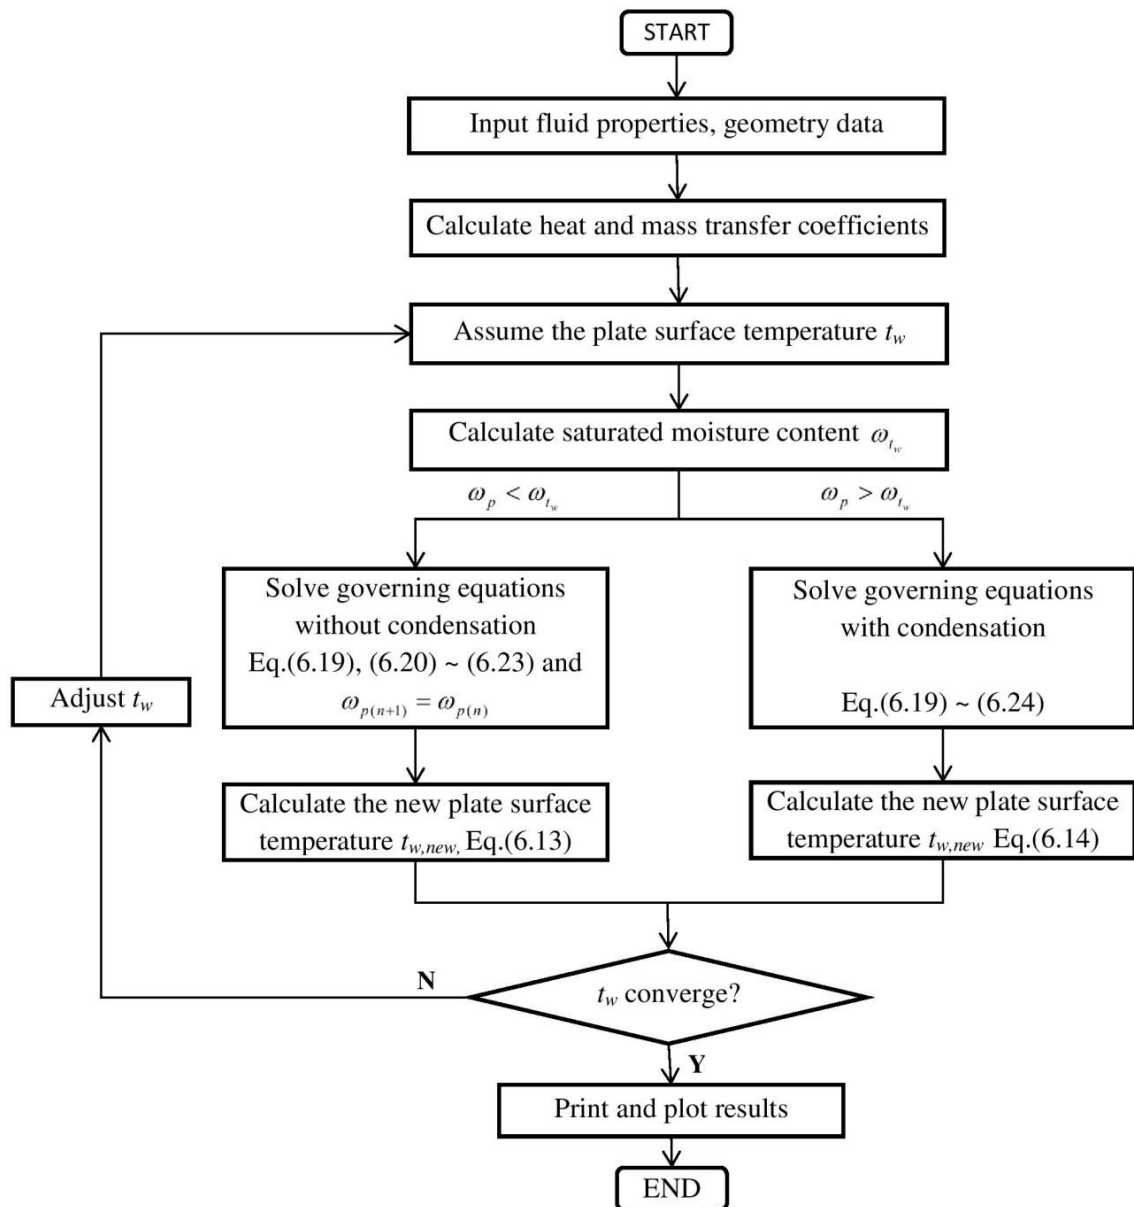 START
Input fluid properties, geometry data
Calculate heat and mass transfer coefficients
Assume the plate surface temperature t_w
Calculate saturated moisture content ω_{t_w}
ω_p < ω_{t_w}
ω_p > ω_{t_w}
Solve governing equations
without condensation
Eq.(6.19), (6.20) ~ (6.23) and
ω_{p(n+1)} = ω_{p(n)}
Solve governing equations
with condensation
Eq.(6.19) ~ (6.24)
Adjust t_w
Calculate the new plate surface
temperature t_{w,new}, Eq.(6.13)
Calculate the new plate surface
temperature t_{w,new} Eq.(6.14)
N
t_w converge?
Y
Print and plot results
END